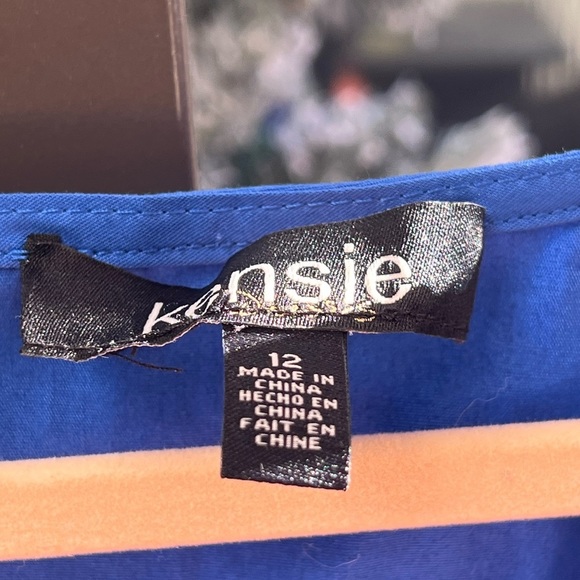 kensie
12
MADE IN
CHINA
HECHO EN
CHINA
FAIT EN
CHINE